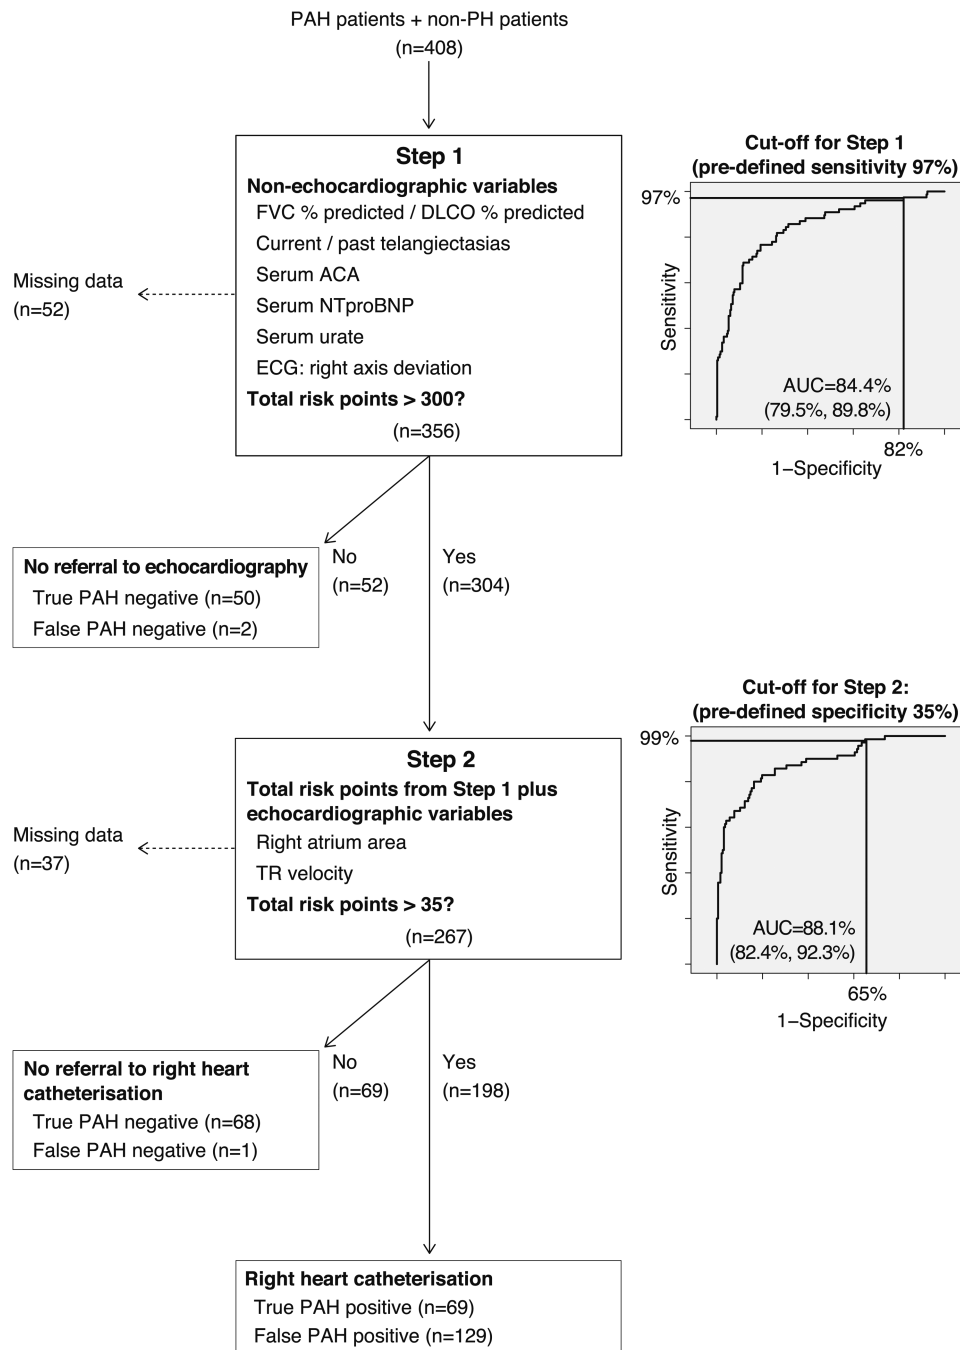 PAH patients + non-PH patients
(n=408)
Step 1
Non-echocardiographic variables
FVC % predicted / DLCO % predicted
Current / past telangiectasias
Serum ACA
Serum NTproBNP
Serum urate
ECG: right axis deviation
Total risk points > 300?
(n=356)
Missing data
(n=52)
Cut-off for Step 1
(pre-defined sensitivity 97%)
97%
Sensitivity
AUC=84.4%
(79.5%, 89.8%)
82%
1–Specificity
No
(n=52)
Yes
(n=304)
No referral to echocardiography
True PAH negative (n=50)
False PAH negative (n=2)
Step 2
Total risk points from Step 1 plus
echocardiographic variables
Right atrium area
TR velocity
Total risk points > 35?
(n=267)
Missing data
(n=37)
Cut-off for Step 2:
(pre-defined specificity 35%)
99%
Sensitivity
AUC=88.1%
(82.4%, 92.3%)
65%
1–Specificity
No
(n=69)
Yes
(n=198)
No referral to right heart
catheterisation
True PAH negative (n=68)
False PAH negative (n=1)
Right heart catheterisation
True PAH positive (n=69)
False PAH positive (n=129)